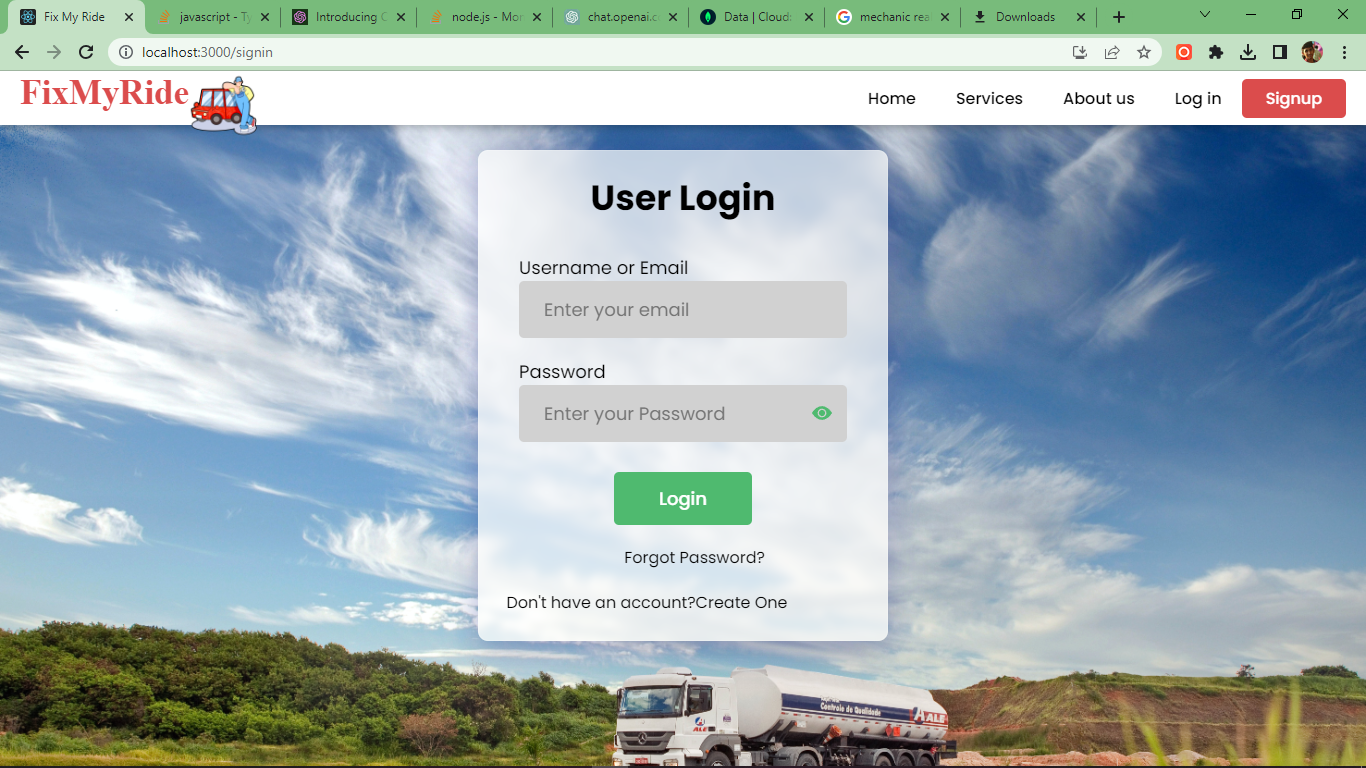 Fix My Ride
javascript - Ty
Introducing C
node.js - Mon
chat.openai.c
Data | Cloud:
mechanic rea
Downloads
localhost:3000/signin
FixMyRide
Home
Services
About us
Log in
Signup
User Login
Username or Email
Enter your email
Password
Enter your Password
Login
Forgot Password?
Don't have an account?Create One
Controle de Qualidade
ALE
ALE